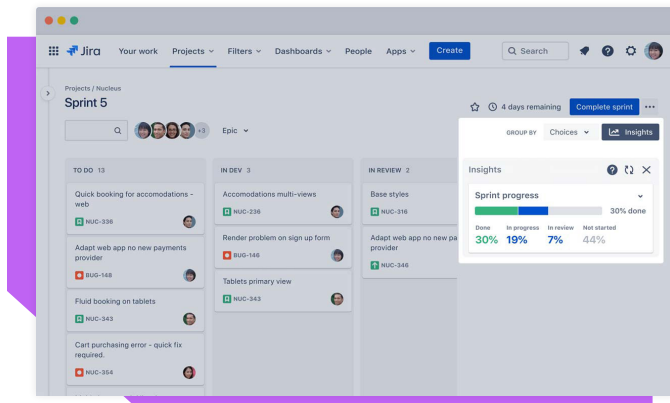 Jira
Your work
Projects
Filters
Dashboards
People
Apps
Create
Search
Projects / Nucleus
Sprint 5
4 days remaining
Complete sprint
+3
Epic
GROUP BY
Choices
Insights
TO DO 13
Quick booking for accomodations -
web
NUC-336
Adapt web app no new payments
provider
BUG-148
Fluid booking on tablets
NUC-343
Cart purchasing error - quick fix
required.
NUC-354
IN DEV 3
Accomodations multi-views
NUC-236
Render problem on sign up form
BUG-146
Tablets primary view
NUC-343
IN REVIEW 2
Base styles
NUC-316
Adapt web app no new pa
provider
NUC-346
Insights
Sprint progress
30% done
Done
In progress
In review
Not started
30%
19%
7%
44%